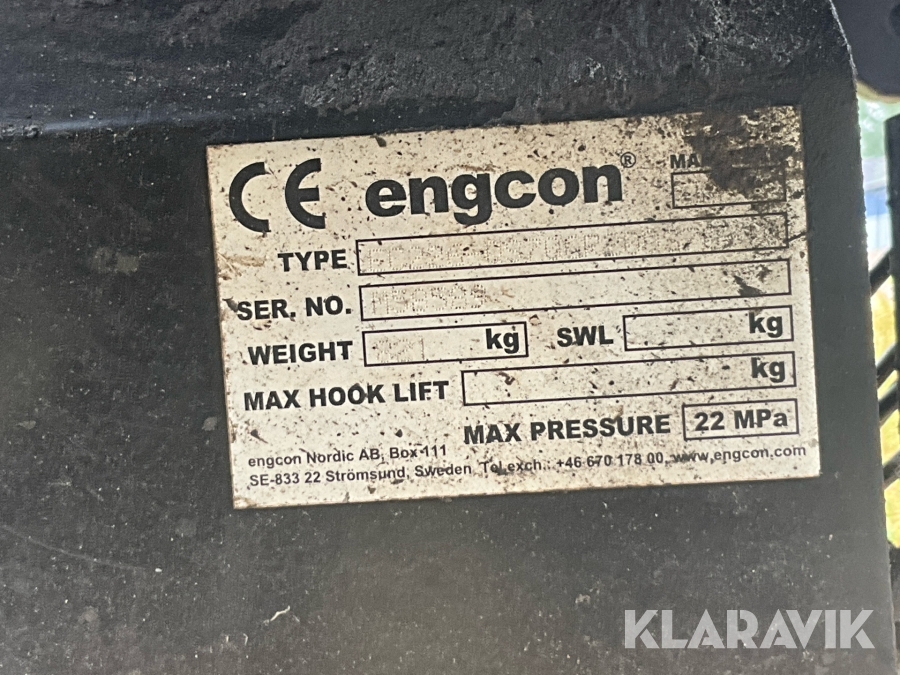 CE engcon®
TYPE
SER. NO.
WEIGHT kg SWL kg
MAX HOOK LIFT kg
MAX PRESSURE 22 MPa
engcon Nordic AB, Box 111
SE-833 22 Strömsund, Sweden Tel.exch.: +46 670 178 00, www.engcon.com
KLARAVIK